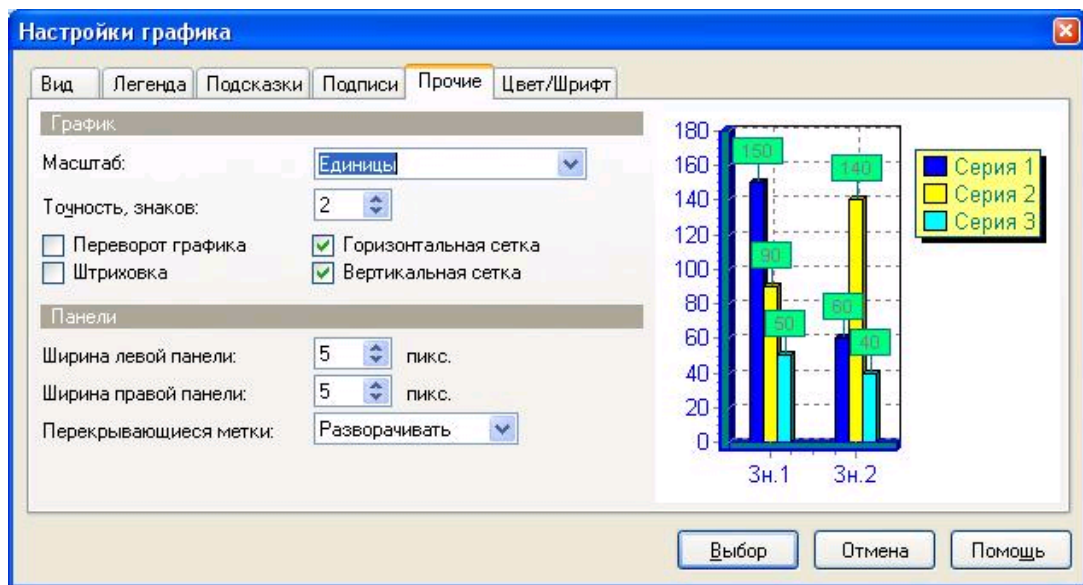 Настройки графика
Вид Легенда Подсказки Подписи Прочие Цвет/Шрифт
График
Масштаб: Единицы
Точность, знаков: 2
Переворот графика Горизонтальная сетка
Штриховка Вертикальная сетка
Панели
Ширина левой панели: 5 пикс.
Ширина правой панели: 5 пикс.
Перекрывающиеся метки: Разворачивать
180
160
140
120
100
80
60
40
20
0
150
140
90
60
50
40
Зн.1 Зн.2
Серия 1
Серия 2
Серия 3
Выбор Отмена Помощь